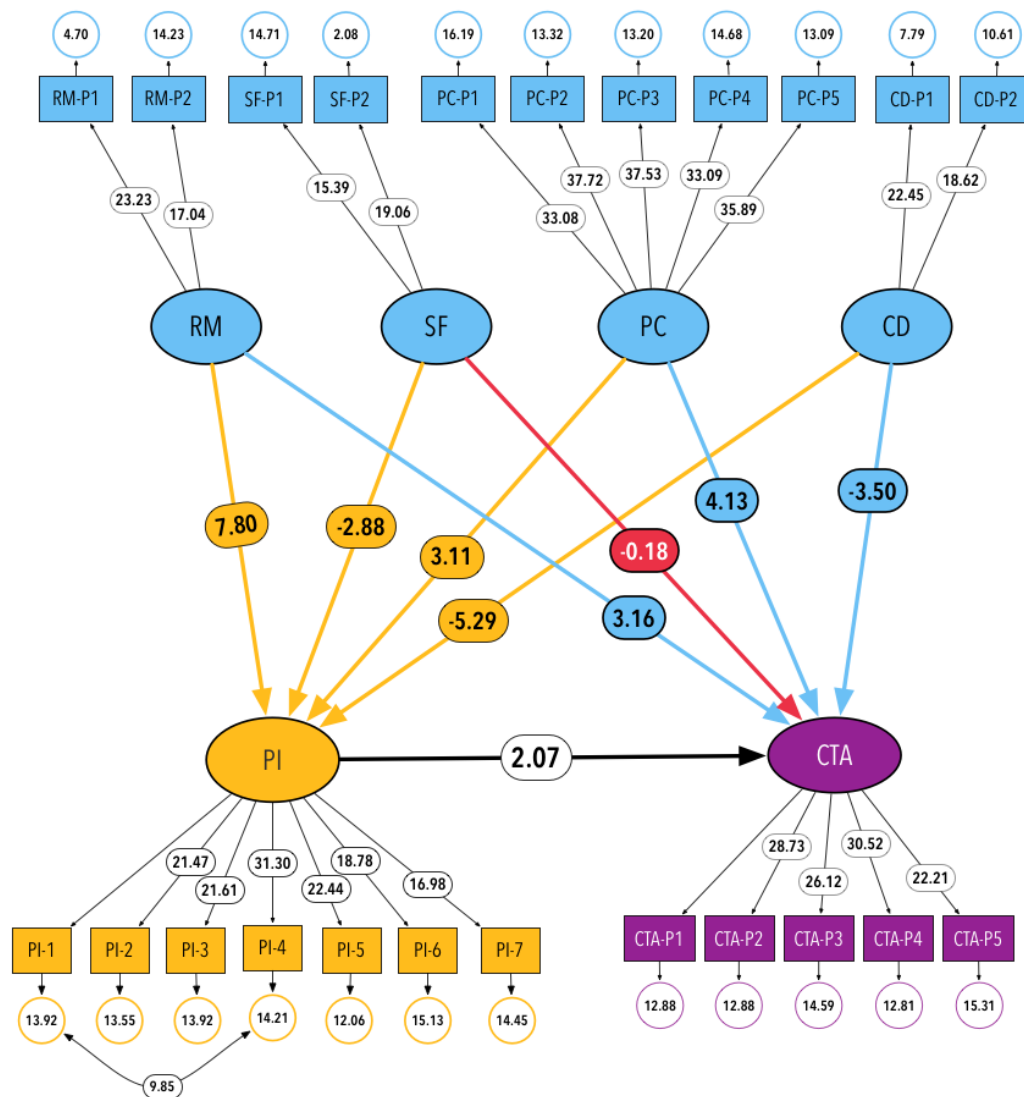 4.70 14.23 14.71 2.08 16.19 13.32 13.20 14.68 13.09 7.79 10.61
RM-P1 RM-P2 SF-P1 SF-P2 PC-P1 PC-P2 PC-P3 PC-P4 PC-P5 CD-P1 CD-P2
23.23 17.04 15.39 19.06 33.08 37.72 37.53 33.09 35.89 22.45 18.62
RM SF PC CD
7.80 -2.88 3.11 -5.29 3.16 -0.18 4.13 -3.50
PI 2.07 CTA
21.47 21.61 31.30 22.44 18.78 16.98 28.73 26.12 30.52 22.21
PI-1 PI-2 PI-3 PI-4 PI-5 PI-6 PI-7 CTA-P1 CTA-P2 CTA-P3 CTA-P4 CTA-P5
13.92 13.55 13.92 14.21 12.06 15.13 14.45 12.88 12.88 14.59 12.81 15.31
9.85